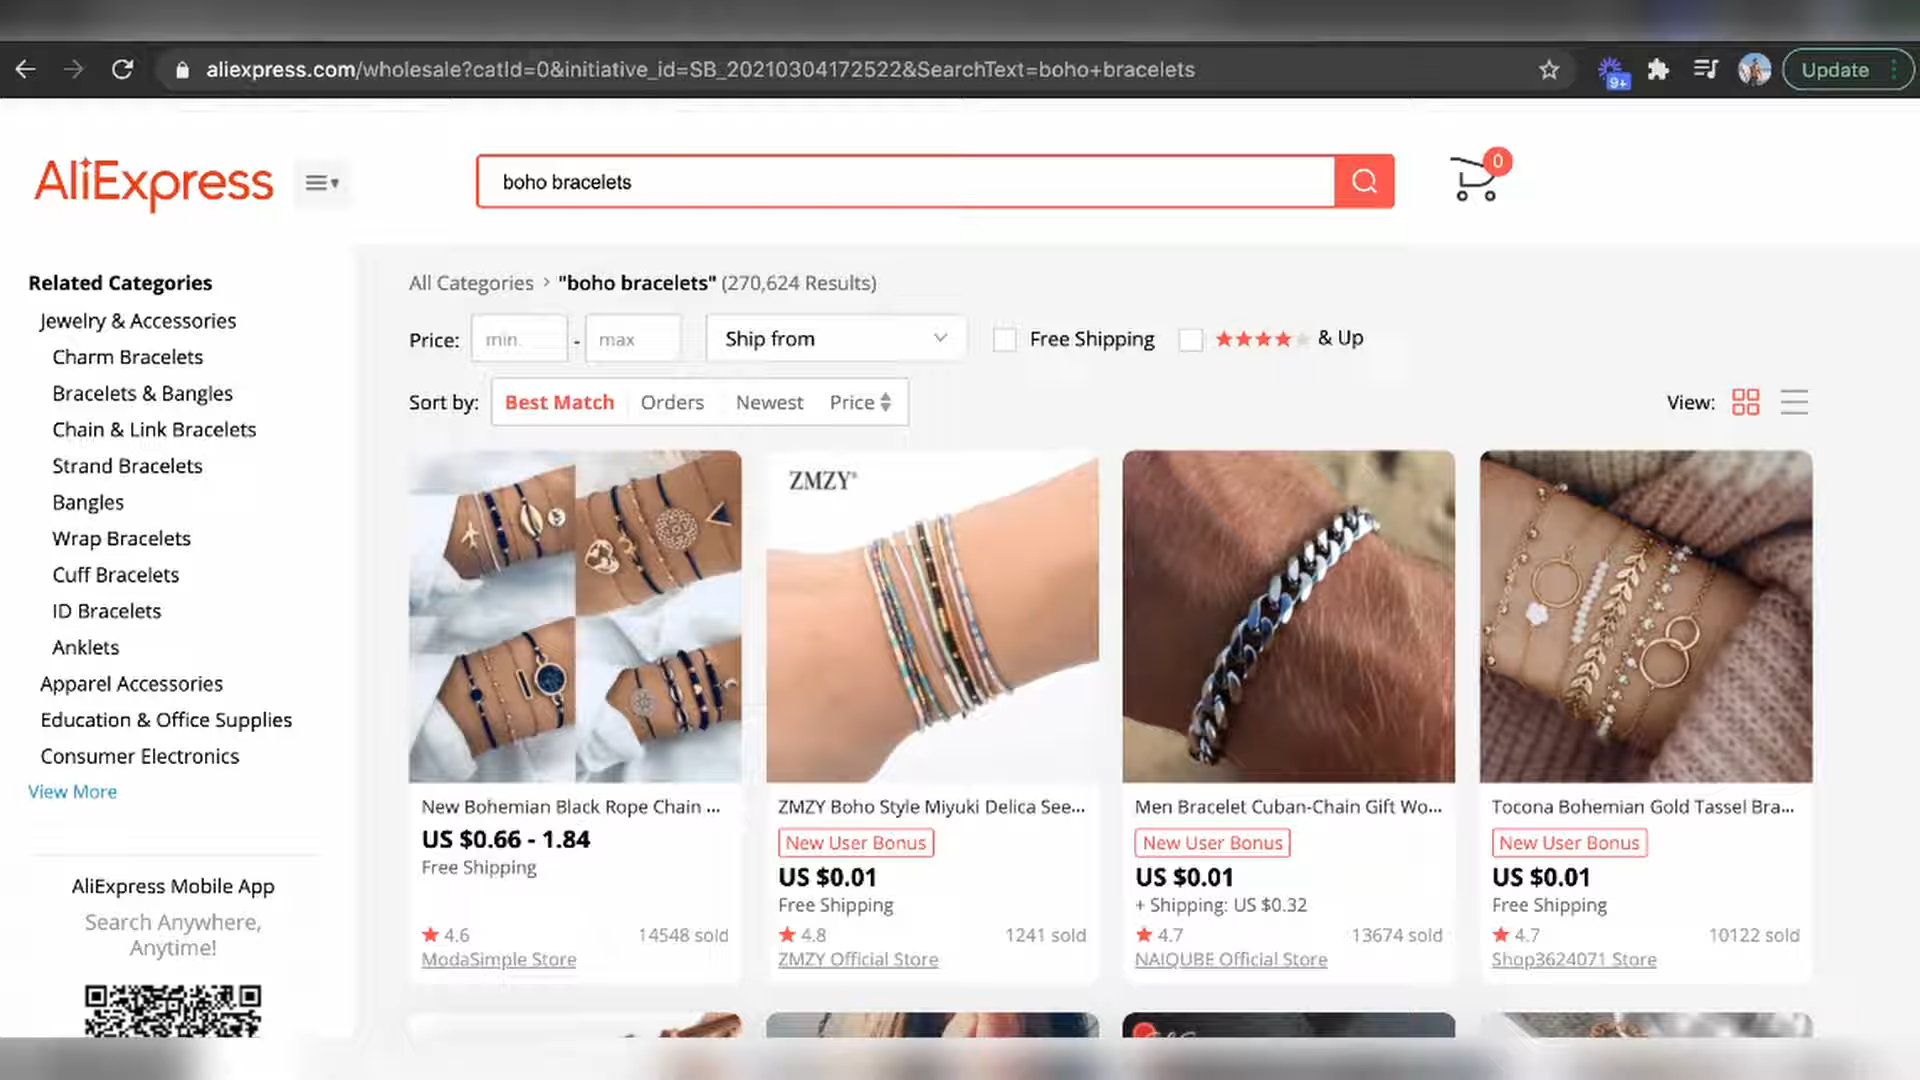 aliexpress.com/wholesale?catId=0&initiative_id=SB_20210304172522&SearchText=boho+bracelets
9+
Update
AliExpress
boho bracelets
0
Related Categories
Jewelry & Accessories
Charm Bracelets
Bracelets & Bangles
Chain & Link Bracelets
Strand Bracelets
Bangles
Wrap Bracelets
Cuff Bracelets
ID Bracelets
Anklets
Apparel Accessories
Education & Office Supplies
Consumer Electronics
View More
AliExpress Mobile App
Search Anywhere,
Anytime!
All Categories > "boho bracelets" (270,624 Results)
Price: min - max Ship from Free Shipping & Up
Sort by: Best Match Orders Newest Price
View:
New Bohemian Black Rope Chain ...
US $0.66 - 1.84
Free Shipping
4.6 14548 sold
ModaSimple Store
ZMZY
ZMZY Boho Style Miyuki Delica See...
New User Bonus
US $0.01
Free Shipping
4.8 1241 sold
ZMZY Official Store
Men Bracelet Cuban-Chain Gift Wo...
New User Bonus
US $0.01
+ Shipping: US $0.32
4.7 13674 sold
NAIQUBE Official Store
Tocona Bohemian Gold Tassel Bra...
New User Bonus
US $0.01
Free Shipping
4.7 10122 sold
Shop3624071 Store